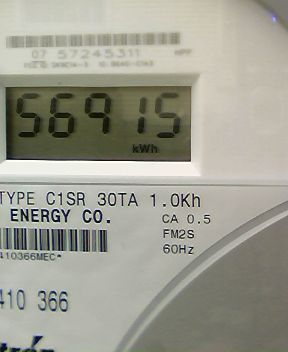 07 57245311
56915
kWh
TYPE C1SR 30TA 1.0Kh
ENERGY CO. CA 0.5
FM2S
410366MEC* 60Hz
410 366